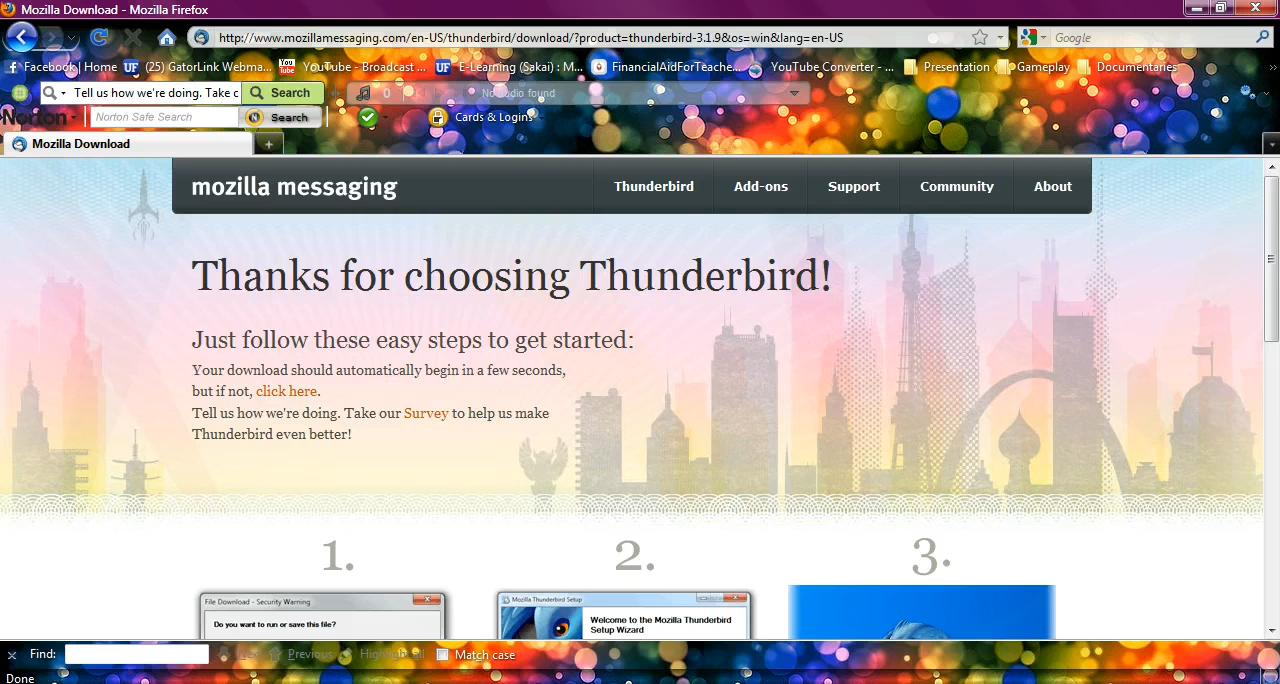 Mozilla Download - Mozilla Firefox
http://www.mozillamessaging.com/en-US/thunderbird/download/?product=thunderbird-3.1.9&os=win&lang=en-US
Google
Facebook | Home
(25) GatorLink Webma...
YouTube - Broadcast ...
E-Learning (Sakai) : M...
FinancialAidForTeache...
YouTube Converter - ...
Presentation
Gameplay
Documentaries
Tell us how we're doing. Take c
Search
0
No audio found
Norton
Norton Safe Search
Search
Cards & Logins
Mozilla Download
mozilla messaging
Thunderbird
Add-ons
Support
Community
About
Thanks for choosing Thunderbird!
Just follow these easy steps to get started:
Your download should automatically begin in a few seconds,
but if not, click here.
Tell us how we're doing. Take our Survey to help us make
Thunderbird even better!
1.
2.
3.
File Download - Security Warning
Do you want to run or save this file?
Mozilla Thunderbird Setup
Welcome to the Mozilla Thunderbird
Setup Wizard
Find:
Next
Previous
Highlight all
Match case
Done